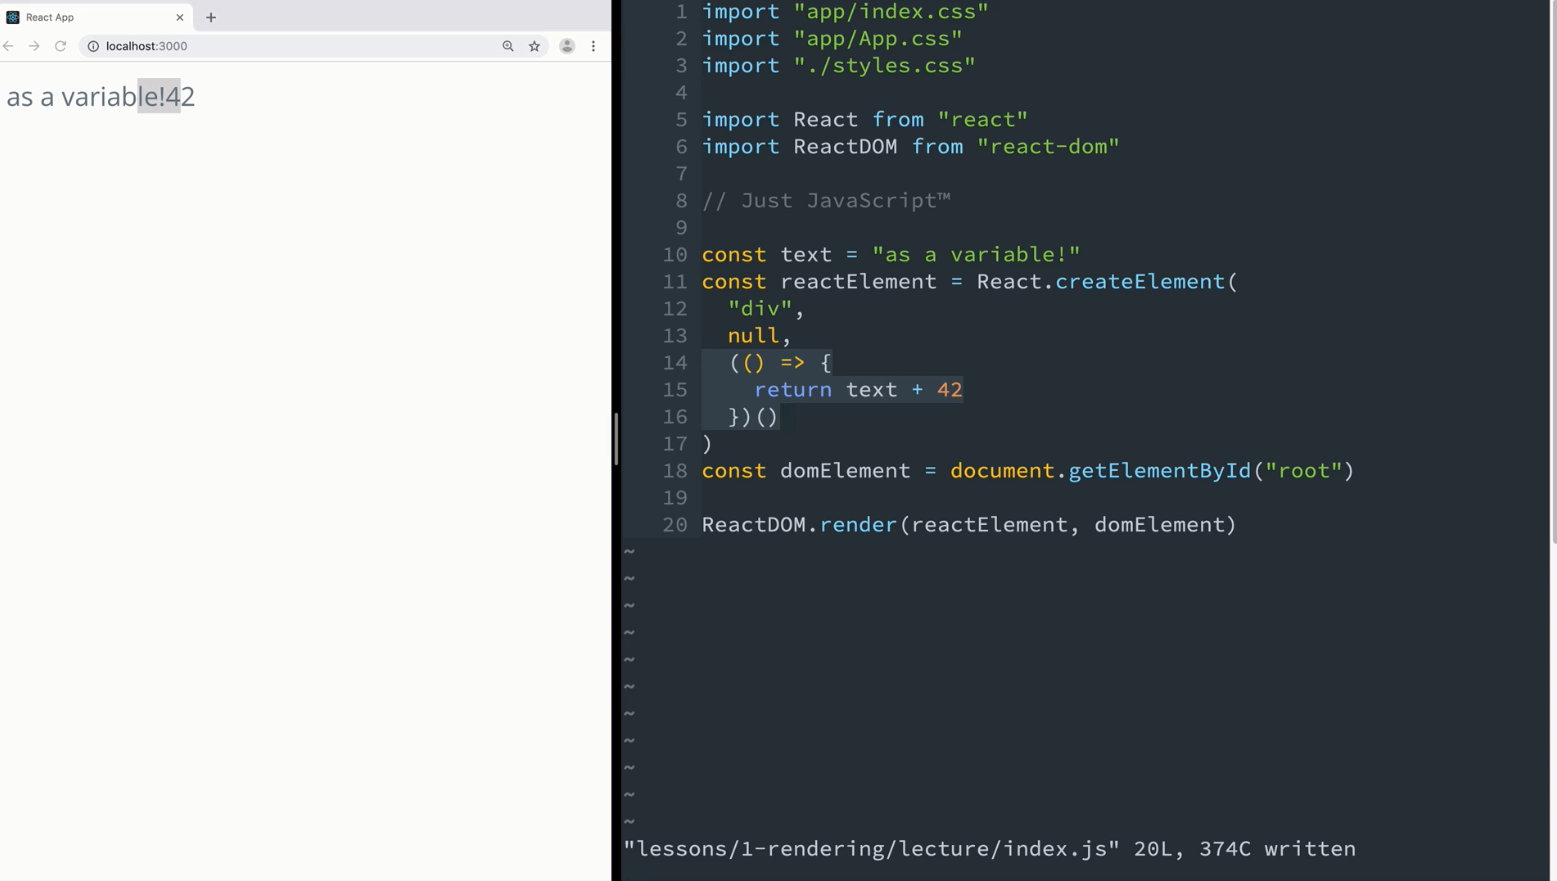 React App
localhost:3000
as a variable!42
1 import "app/index.css"
2 import "app/App.css"
3 import "./styles.css"
4
5 import React from "react"
6 import ReactDOM from "react-dom"
7
8 // Just JavaScript™
9
10 const text = "as a variable!"
11 const reactElement = React.createElement(
12   "div",
13   null,
14   (() => {
15     return text + 42
16   })()
17 )
18 const domElement = document.getElementById("root")
19
20 ReactDOM.render(reactElement, domElement)
~
~
~
~
~
~
~
~
~
~
~
"lessons/1-rendering/lecture/index.js" 20L, 374C written